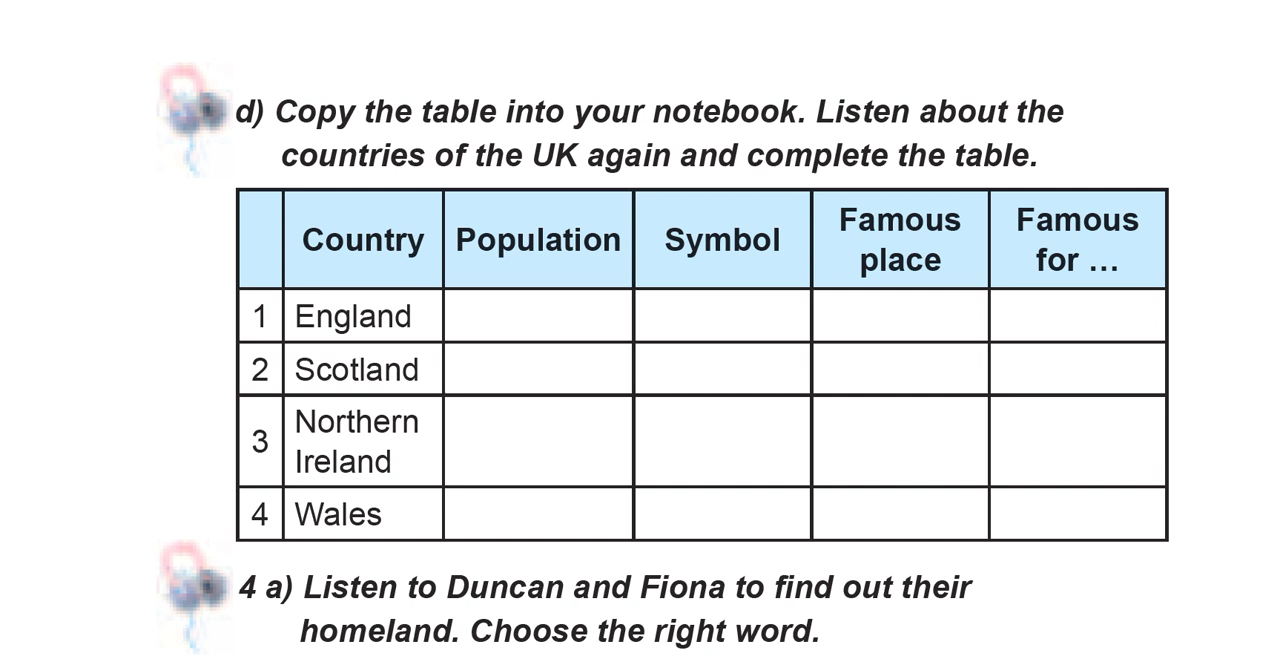 d) Copy the table into your notebook. Listen about the
countries of the UK again and complete the table.
Country Population Symbol Famous place Famous for …
1 England
2 Scotland
3 Northern Ireland
4 Wales
4 a) Listen to Duncan and Fiona to find out their
homeland. Choose the right word.